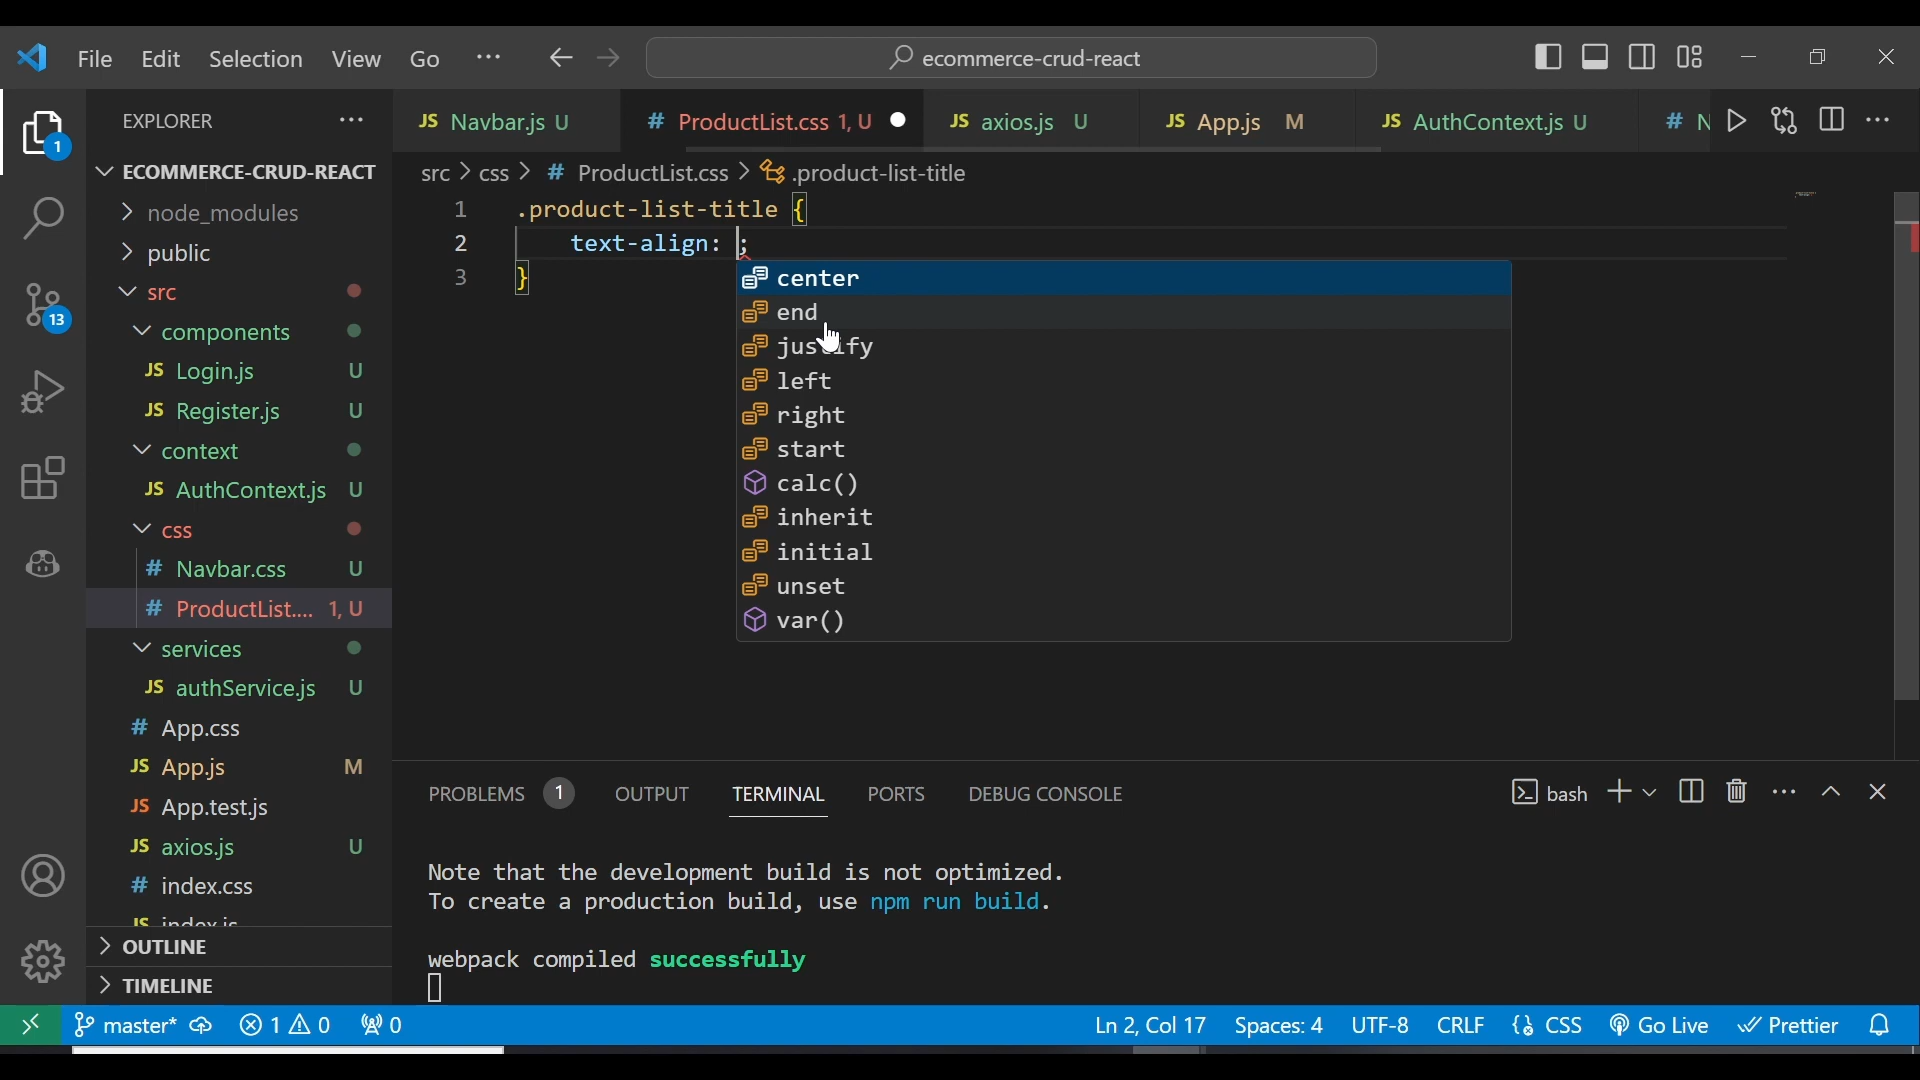 File Edit Selection View Go ···
ecommerce-crud-react
EXPLORER ···
JS Navbar.js U
# ProductList.css 1, U
JS axios.js U
JS App.js M
JS AuthContext.js U
# N
src > css > # ProductList.css > .product-list-title
1
ECOMMERCE-CRUD-REACT
node_modules
public
src
components
JS Login.js U
JS Register.js U
context
JS AuthContext.js U
css
# Navbar.css U
# ProductList.... 1, U
services
JS authService.js U
# App.css
JS App.js M
JS App.test.js
JS axios.js U
# index.css
JS index.js
OUTLINE
TIMELINE
13
1 .product-list-title {
2 text-align: ;
3 }
center
end
justify
left
right
start
calc()
inherit
initial
unset
var()
PROBLEMS 1 OUTPUT TERMINAL PORTS DEBUG CONSOLE
bash
Note that the development build is not optimized.
To create a production build, use npm run build.
webpack compiled successfully
master* 1 0 0
Ln 2, Col 17 Spaces: 4 UTF-8 CRLF {} CSS Go Live Prettier